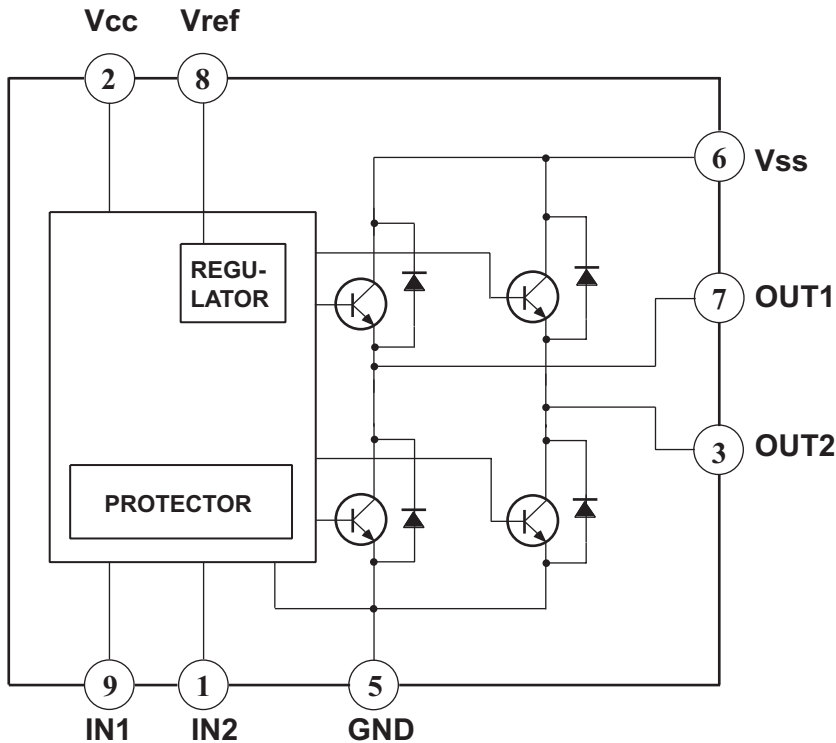 Vcc Vref
2 8
6 Vss
REGU-
LATOR
7 OUT1
3 OUT2
PROTECTOR
9 1 5
IN1 IN2 GND